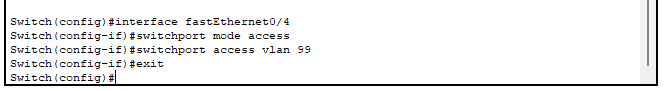 Switch(config)#interface fastEthernet0/4
Switch(config-if)#switchport mode access
Switch(config-if)#switchport access vlan 99
Switch(config-if)#exit
Switch(config)#